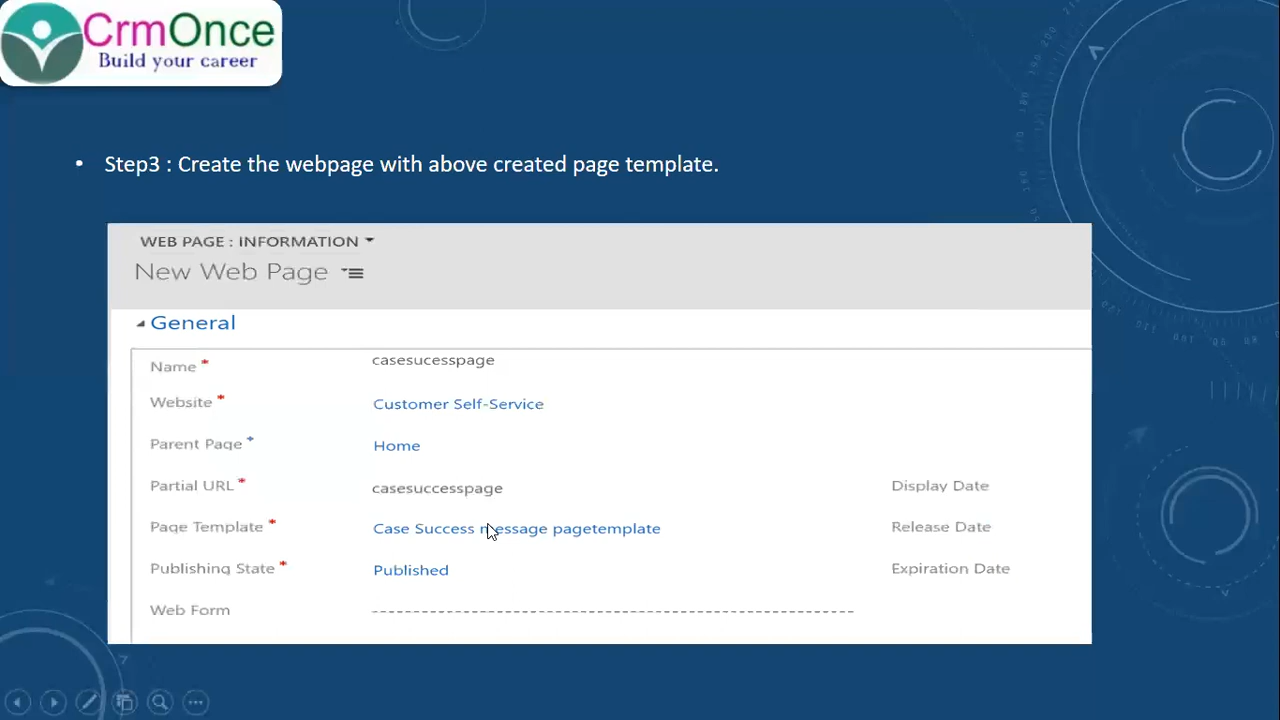 CrmOnce
Build your career
• Step3 : Create the webpage with above created page template.
WEB PAGE : INFORMATION
New Web Page
General
Name * casesucesspage
Website * Customer Self-Service
Parent Page * Home
Partial URL * casesuccesspage Display Date
Page Template * Case Success message pagetemplate Release Date
Publishing State * Published Expiration Date
Web Form